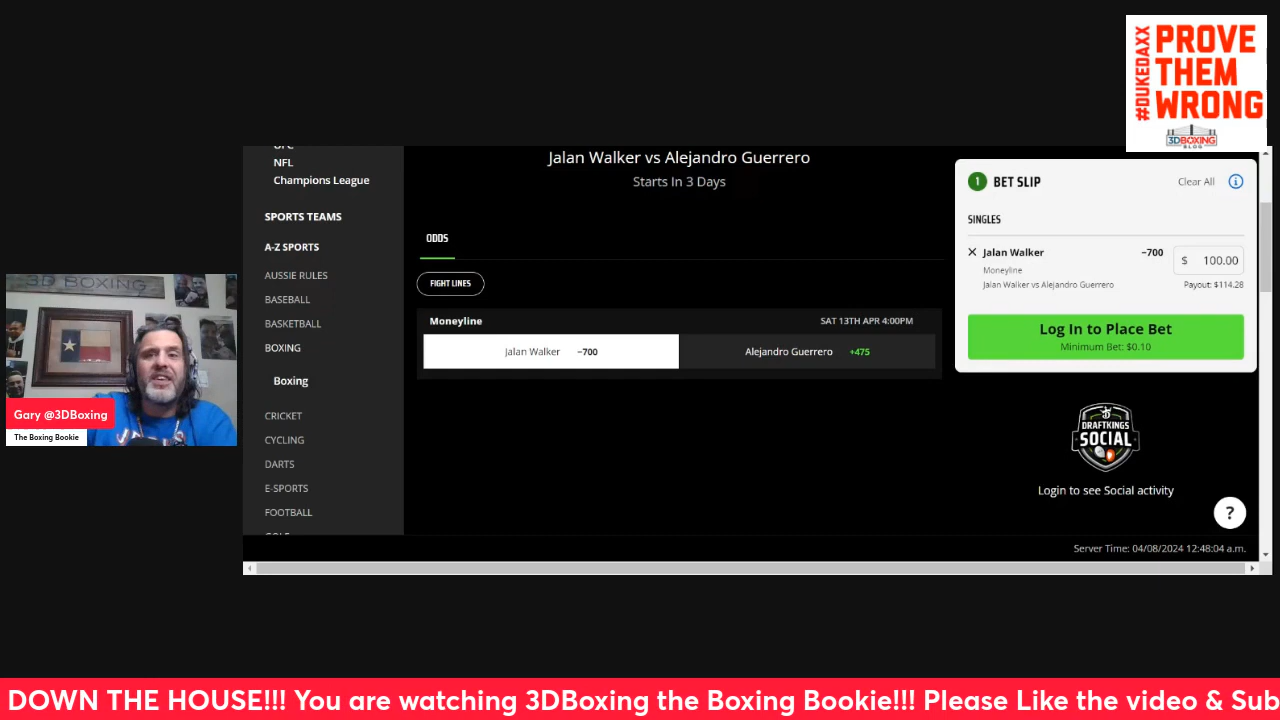 #DUKEDAXX
PROVE
THEM
WRONG
3DBOXING
BLOG
NFL
Champions League
SPORTS TEAMS
A-Z SPORTS
AUSSIE RULES
BASEBALL
BASKETBALL
BOXING
Boxing
CRICKET
CYCLING
DARTS
E-SPORTS
FOOTBALL
Jalan Walker vs Alejandro Guerrero
Starts In 3 Days
ODDS
FIGHT LINES
Moneyline SAT 13TH APR 4:00PM
Jalan Walker −700 Alejandro Guerrero +475
1 BET SLIP Clear All i
SINGLES
Jalan Walker −700 $ 100.00
Moneyline
Jalan Walker vs Alejandro Guerrero Payout: $114.28
Log In to Place Bet
Minimum Bet: $0.10
DRAFTKINGS
SOCIAL
Login to see Social activity
?
Server Time: 04/08/2024 12:48:04 a.m.
3D BOXING
Gary @3DBoxing
The Boxing Bookie
DOWN THE HOUSE!!! You are watching 3DBoxing the Boxing Bookie!!! Please Like the video & Sub